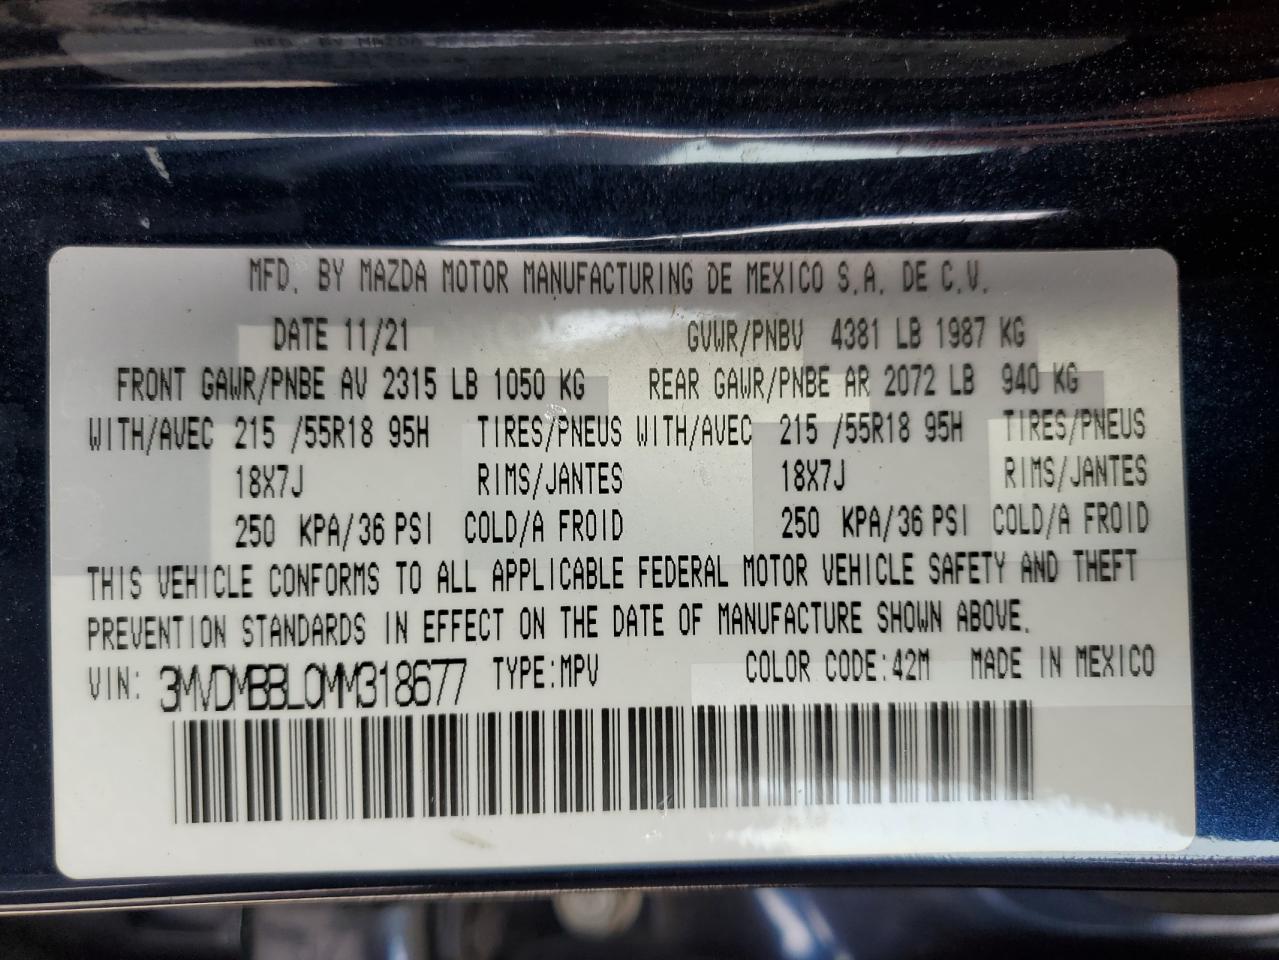 MFD. BY MAZDA MOTOR MANUFACTURING DE MEXICO S.A. DE C.V.
DATE 11/21 GVWR/PNBV 4381 LB 1987 KG
FRONT GAWR/PNBE AV 2315 LB 1050 KG REAR GAWR/PNBE AR 2072 LB 940 KG
WITH/AVEC 215 /55R18 95H TIRES/PNEUS WITH/AVEC 215 /55R18 95H TIRES/PNEUS
18X7J RIMS/JANTES 18X7J RIMS/JANTES
250 KPA/36 PSI COLD/A FROID 250 KPA/36 PSI COLD/A FROID
THIS VEHICLE CONFORMS TO ALL APPLICABLE FEDERAL MOTOR VEHICLE SAFETY AND THEFT
PREVENTION STANDARDS IN EFFECT ON THE DATE OF MANUFACTURE SHOWN ABOVE.
VIN: 3MVDMBBL0MM318677 TYPE:MPV COLOR CODE:42M MADE IN MEXICO